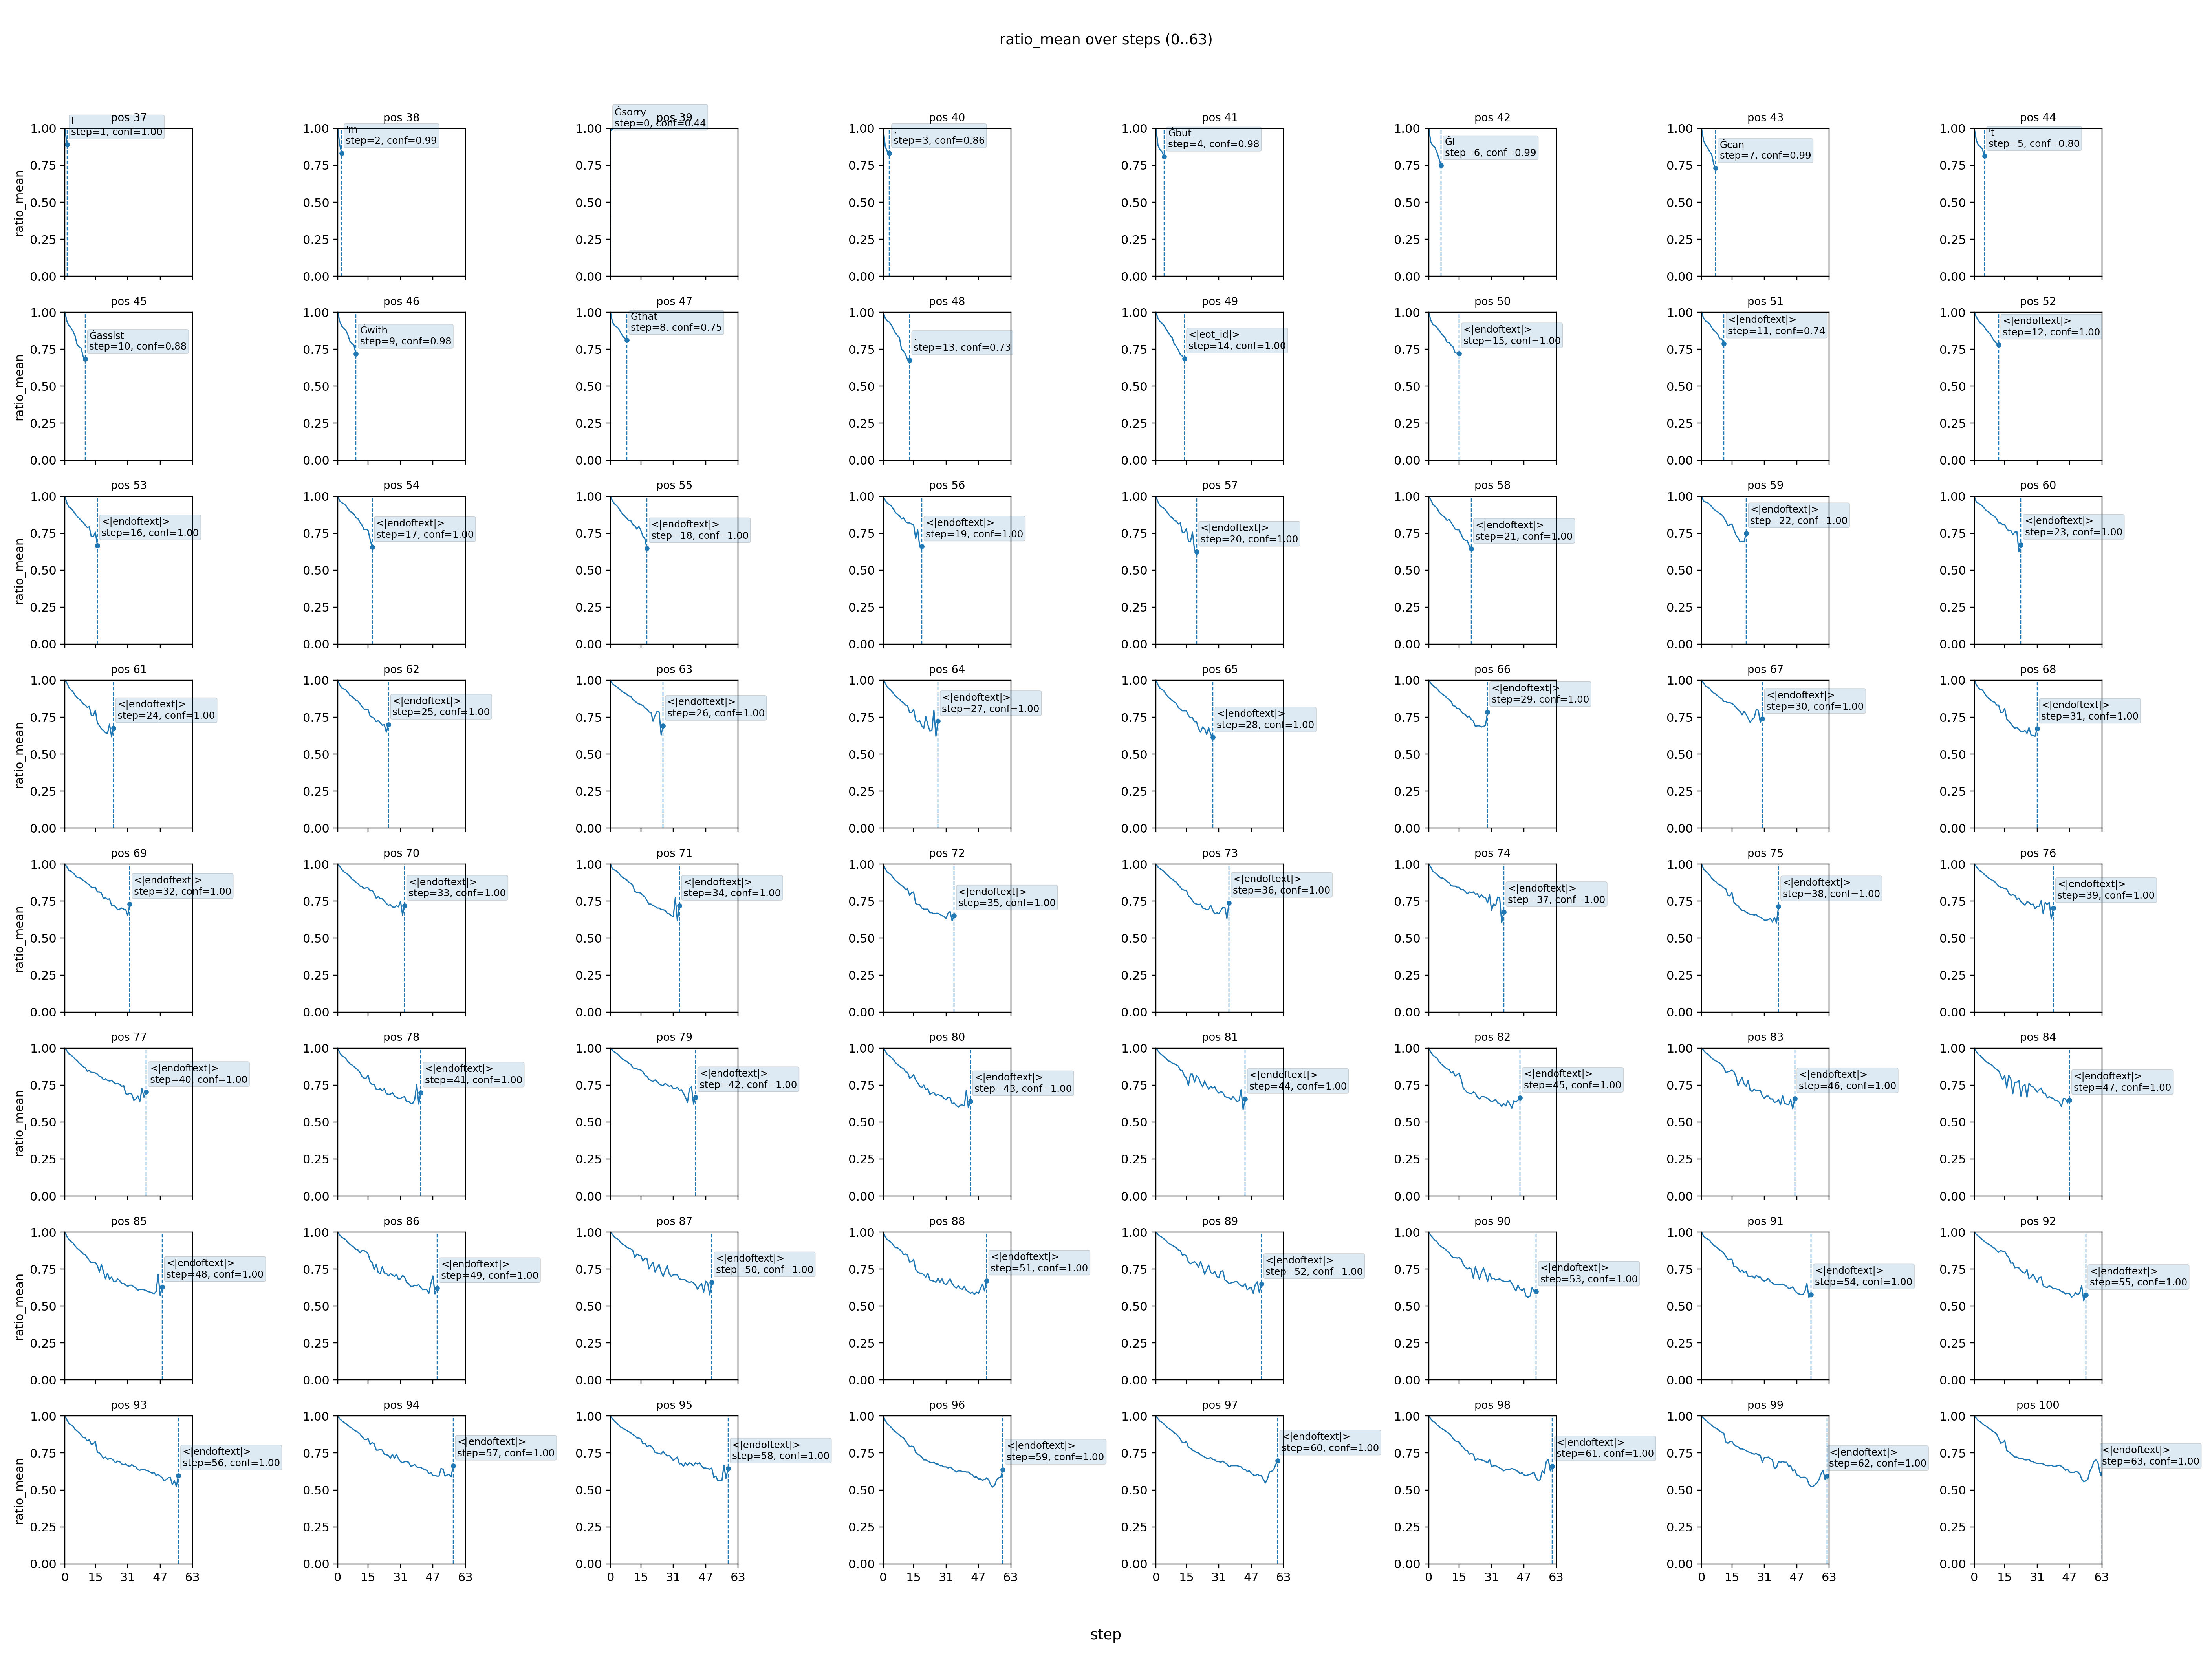 ratio_mean over steps (0..63)
pos 37
I
step=1, conf=1.00
pos 38
'm
step=2, conf=0.99
pos 39
Ġsorry
step=0, conf=0.44
pos 40
,
step=3, conf=0.86
pos 41
Ġbut
step=4, conf=0.98
pos 42
ĠI
step=6, conf=0.99
pos 43
Ġcan
step=7, conf=0.99
pos 44
't
step=5, conf=0.80
1.00
0.75
0.50
0.25
0.00
ratio_mean
pos 45
Ġassist
step=10, conf=0.88
pos 46
Ġwith
step=9, conf=0.98
pos 47
Ġthat
step=8, conf=0.75
pos 48
.
step=13, conf=0.73
pos 49
<|eot_id|>
step=14, conf=1.00
pos 50
<|endoftext|>
step=15, conf=1.00
pos 51
<|endoftext|>
step=11, conf=0.74
pos 52
<|endoftext|>
step=12, conf=1.00
ratio_mean
pos 53
<|endoftext|>
step=16, conf=1.00
pos 54
<|endoftext|>
step=17, conf=1.00
pos 55
<|endoftext|>
step=18, conf=1.00
pos 56
<|endoftext|>
step=19, conf=1.00
pos 57
<|endoftext|>
step=20, conf=1.00
pos 58
<|endoftext|>
step=21, conf=1.00
pos 59
<|endoftext|>
step=22, conf=1.00
pos 60
<|endoftext|>
step=23, conf=1.00
ratio_mean
pos 61
<|endoftext|>
step=24, conf=1.00
pos 62
<|endoftext|>
step=25, conf=1.00
pos 63
<|endoftext|>
step=26, conf=1.00
pos 64
<|endoftext|>
step=27, conf=1.00
pos 65
<|endoftext|>
step=28, conf=1.00
pos 66
<|endoftext|>
step=29, conf=1.00
pos 67
<|endoftext|>
step=30, conf=1.00
pos 68
<|endoftext|>
step=31, conf=1.00
ratio_mean
pos 69
<|endoftext|>
step=32, conf=1.00
pos 70
<|endoftext|>
step=33, conf=1.00
pos 71
<|endoftext|>
step=34, conf=1.00
pos 72
<|endoftext|>
step=35, conf=1.00
pos 73
<|endoftext|>
step=36, conf=1.00
pos 74
<|endoftext|>
step=37, conf=1.00
pos 75
<|endoftext|>
step=38, conf=1.00
pos 76
<|endoftext|>
step=39, conf=1.00
ratio_mean
pos 77
<|endoftext|>
step=40, conf=1.00
pos 78
<|endoftext|>
step=41, conf=1.00
pos 79
<|endoftext|>
step=42, conf=1.00
pos 80
<|endoftext|>
step=43, conf=1.00
pos 81
<|endoftext|>
step=44, conf=1.00
pos 82
<|endoftext|>
step=45, conf=1.00
pos 83
<|endoftext|>
step=46, conf=1.00
pos 84
<|endoftext|>
step=47, conf=1.00
ratio_mean
pos 85
<|endoftext|>
step=48, conf=1.00
pos 86
<|endoftext|>
step=49, conf=1.00
pos 87
<|endoftext|>
step=50, conf=1.00
pos 88
<|endoftext|>
step=51, conf=1.00
pos 89
<|endoftext|>
step=52, conf=1.00
pos 90
<|endoftext|>
step=53, conf=1.00
pos 91
<|endoftext|>
step=54, conf=1.00
pos 92
<|endoftext|>
step=55, conf=1.00
ratio_mean
pos 93
<|endoftext|>
step=56, conf=1.00
pos 94
<|endoftext|>
step=57, conf=1.00
pos 95
<|endoftext|>
step=58, conf=1.00
pos 96
<|endoftext|>
step=59, conf=1.00
pos 97
<|endoftext|>
step=60, conf=1.00
pos 98
<|endoftext|>
step=61, conf=1.00
pos 99
<|endoftext|>
step=62, conf=1.00
pos 100
<|endoftext|>
step=63, conf=1.00
ratio_mean
0 15 31 47 63
step